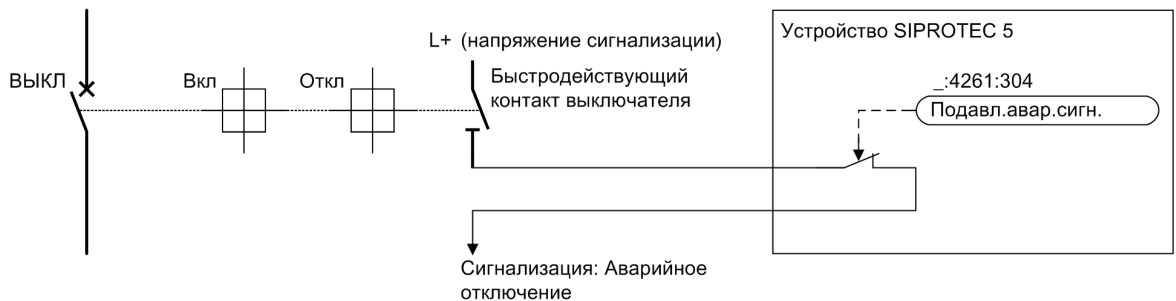 L+ (напряжение сигнализации)
Устройство SIPROTEC 5
ВЫКЛ
Вкл
Откл
Быстродействующий
контакт выключателя
_:4261:304
Подавл.авар.сигн.
Сигнализация: Аварийное
отключение